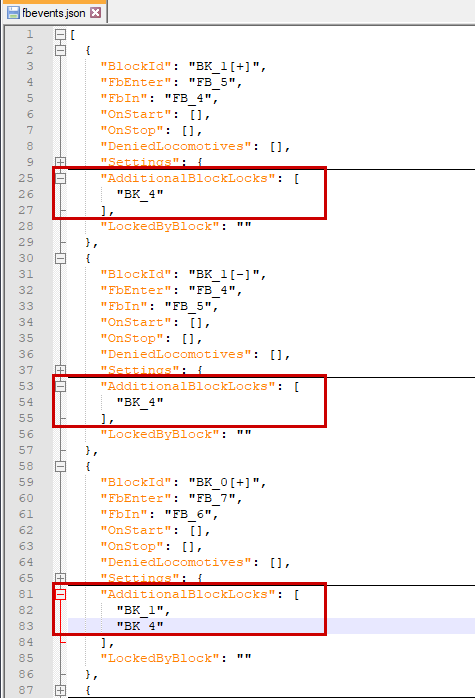 fbevents.json
1 [
2 {
3 "BlockId": "BK_1[+]",
4 "FbEnter": "FB_5",
5 "FbIn": "FB_4",
6 "OnStart": [],
7 "OnStop": [],
8 "DeniedLocomotives": [],
9 "Settings": {
25 "AdditionalBlockLocks": [
26 "BK_4"
27 ],
28 "LockedByBlock": ""
29 },
30 {
31 "BlockId": "BK_1[-]",
32 "FbEnter": "FB_4",
33 "FbIn": "FB_5",
34 "OnStart": [],
35 "OnStop": [],
36 "DeniedLocomotives": [],
37 "Settings": {
53 "AdditionalBlockLocks": [
54 "BK_4"
55 ],
56 "LockedByBlock": ""
57 },
58 {
59 "BlockId": "BK_0[+]",
60 "FbEnter": "FB_7",
61 "FbIn": "FB_6",
62 "OnStart": [],
63 "OnStop": [],
64 "DeniedLocomotives": [],
65 "Settings": {
81 "AdditionalBlockLocks": [
82 "BK_1",
83 "BK_4"
84 ],
85 "LockedByBlock": ""
86 },
87 {